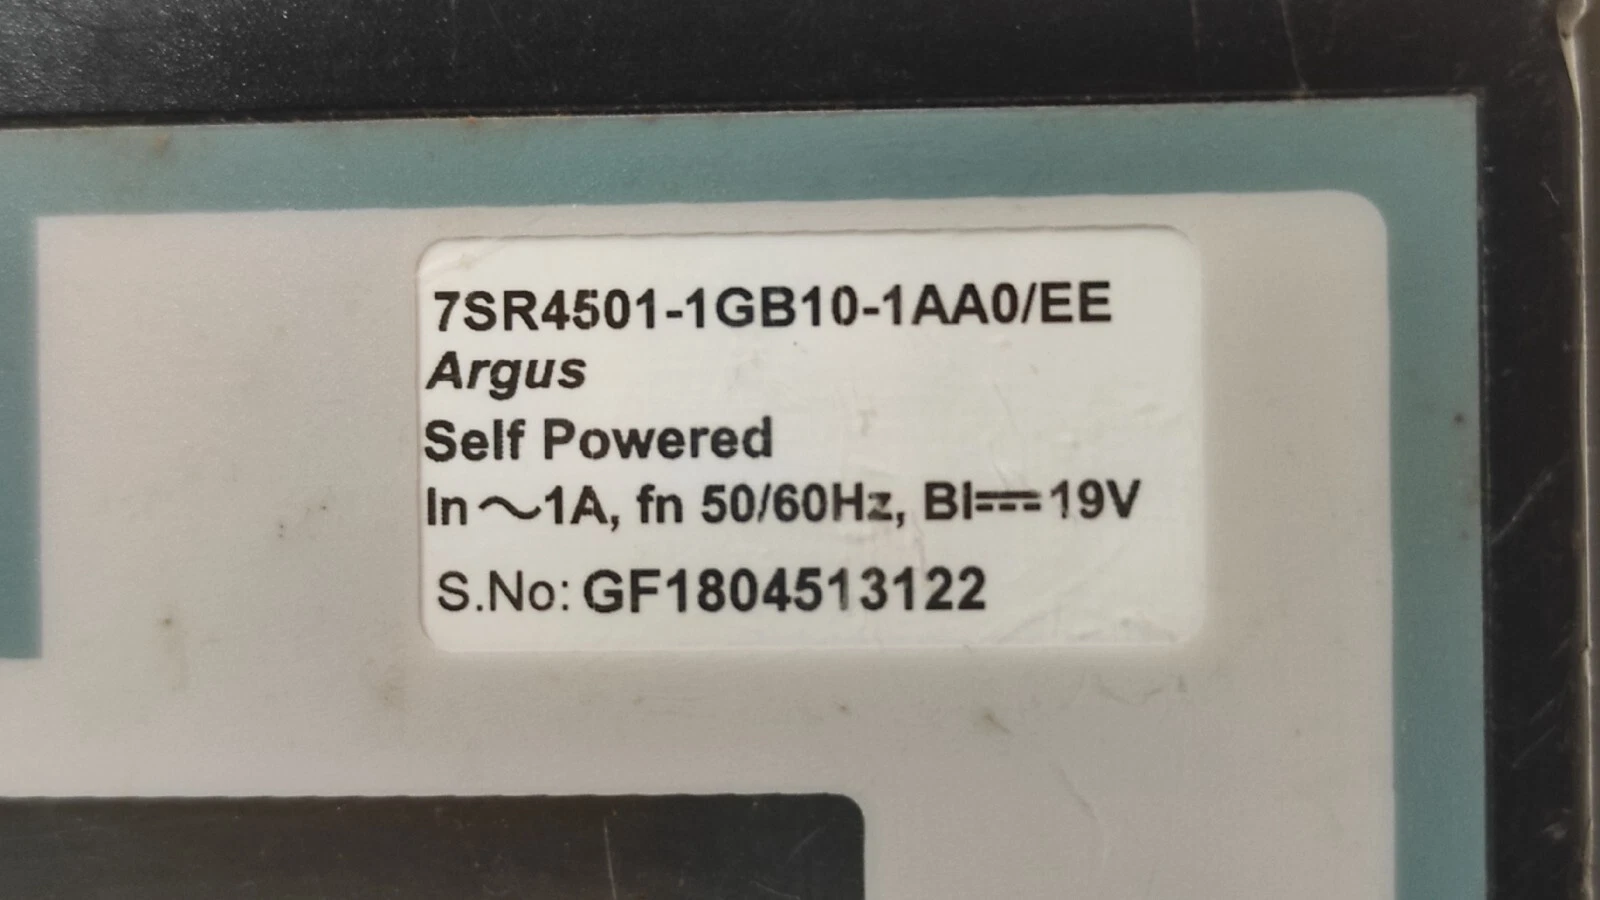 7SR4501-1GB10-1AA0/EE
Argus
Self Powered
In ∼1A, fn 50/60Hz, BI⎓19V
S.No: GF1804513122